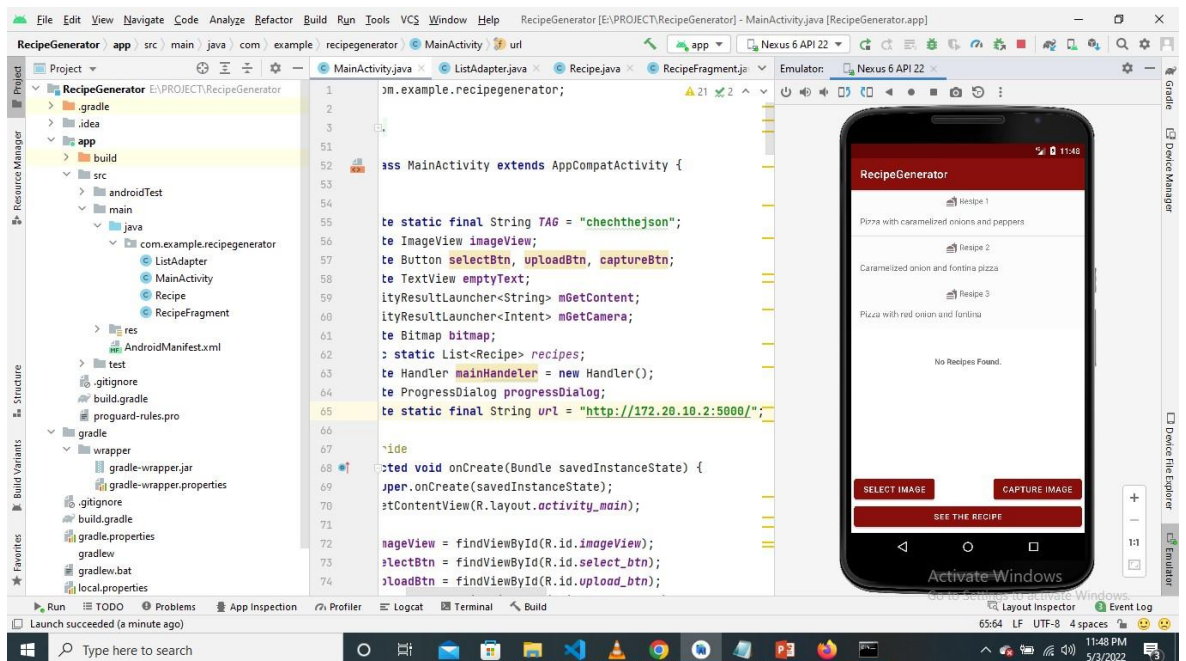 File Edit View Navigate Code Analyze Refactor Build Run Tools VCS Window Help RecipeGenerator [E:\PROJECT\RecipeGenerator] - MainActivity.java [RecipeGenerator.app]
RecipeGenerator app src main java com example recipegenerator MainActivity url app Nexus 6 API 22
Project
MainActivity.java ListAdapter.java Recipe.java RecipeFragment.ja Emulator: Nexus 6 API 22
RecipeGenerator E:\PROJECT\RecipeGenerator
.gradle
.idea
app
build
src
androidTest
main
java
com.example.recipegenerator
ListAdapter
MainActivity
Recipe
RecipeFragment
res
AndroidManifest.xml
test
.gitignore
build.gradle
proguard-rules.pro
gradle
wrapper
gradle-wrapper.jar
gradle-wrapper.properties
.gitignore
build.gradle
gradle.properties
gradlew
gradlew.bat
local.properties
Project
Resource Manager
Structure
Build Variants
Favorites
21 2
1 om.example.recipegenerator;
2
3 .
51
52 ass MainActivity extends AppCompatActivity {
53
54
55 te static final String TAG = "chechthejson";
56 te ImageView imageView;
57 te Button selectBtn, uploadBtn, captureBtn;
58 te TextView emptyText;
59 ityResultLauncher<String> mGetContent;
60 ityResultLauncher<Intent> mGetCamera;
61 te Bitmap bitmap;
62 c static List<Recipe> recipes;
63 te Handler mainHandeler = new Handler();
64 te ProgressDialog progressDialog;
65 te static final String url = "http://172.20.10.2:5000/";
66
67 ride
68 cted void onCreate(Bundle savedInstanceState) {
69 uper.onCreate(savedInstanceState);
70 etContentView(R.layout.activity_main);
71
72 mageView = findViewById(R.id.imageView);
73 electBtn = findViewById(R.id.select_btn);
74 ploadBtn = findViewById(R.id.upload_btn);
11:48
RecipeGenerator
Resipe 1
Pizza with caramelized onions and peppers
Resipe 2
Caramelized onion and fontina pizza
Resipe 3
Pizza with red onion and fontina
No Recipes Found.
SELECT IMAGE CAPTURE IMAGE
SEE THE RECIPE
1:1
Gradle
Device Manager
Device File Explorer
Emulator
Activate Windows
Go to Settings to activate Windows.
Run TODO Problems App Inspection Profiler Logcat Terminal Build Layout Inspector Event Log
Launch succeeded (a minute ago) 65:64 LF UTF-8 4 spaces
Type here to search
11:48 PM
5/3/2022
3